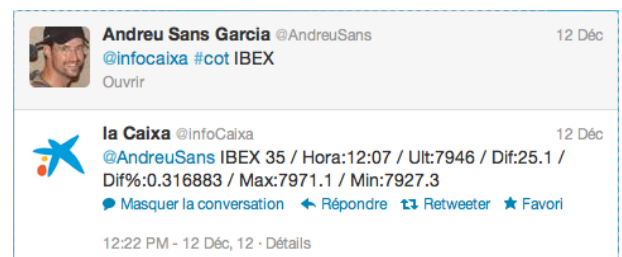 Andreu Sans Garcia @AndreuSans 12 Déc
@infocaixa #cot IBEX
Ouvrir
la Caixa @infoCaixa 12 Déc
@AndreuSans IBEX 35 / Hora:12:07 / Ult:7946 / Dif:25.1 /
Dif%:0.316883 / Max:7971.1 / Min:7927.3
Masquer la conversation Répondre Retweeter Favori
12:22 PM - 12 Déc, 12 · Détails